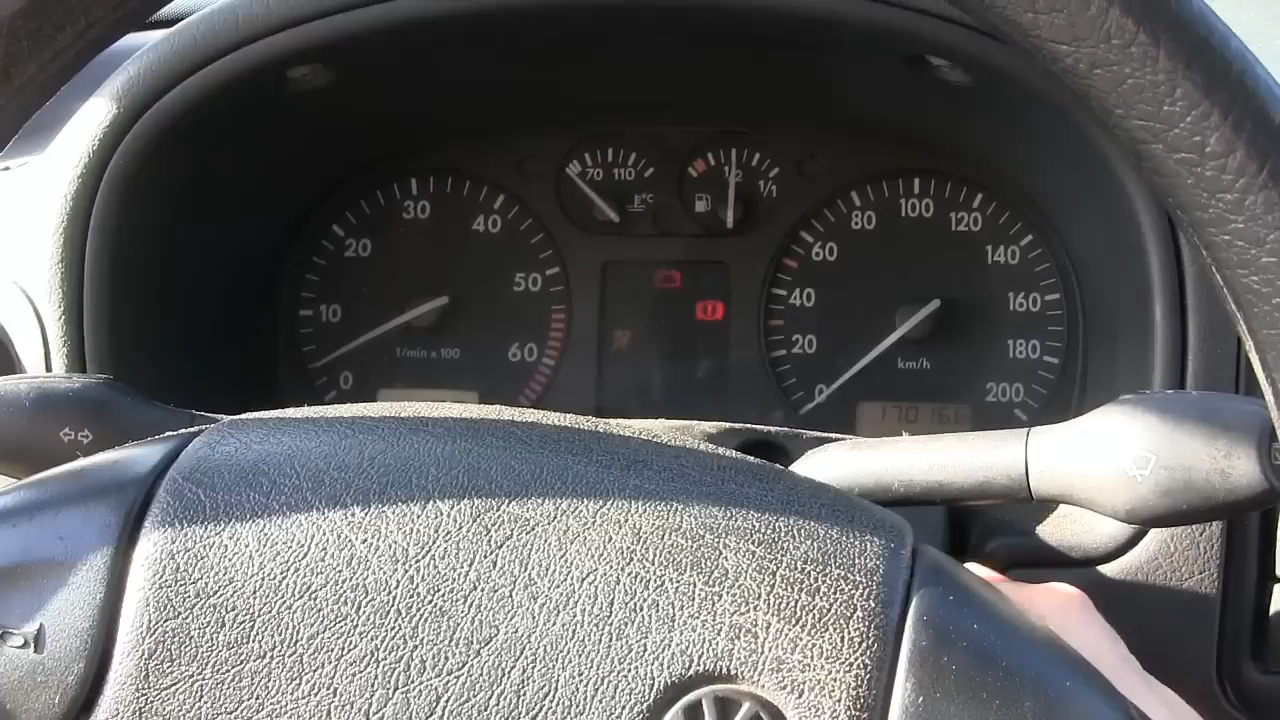 0 10 20 30 40 50 60
1/min x 100
70 110
°C
1/2 1/1
0 20 40 60 80 100 120 140 160 180 200
km/h
170166